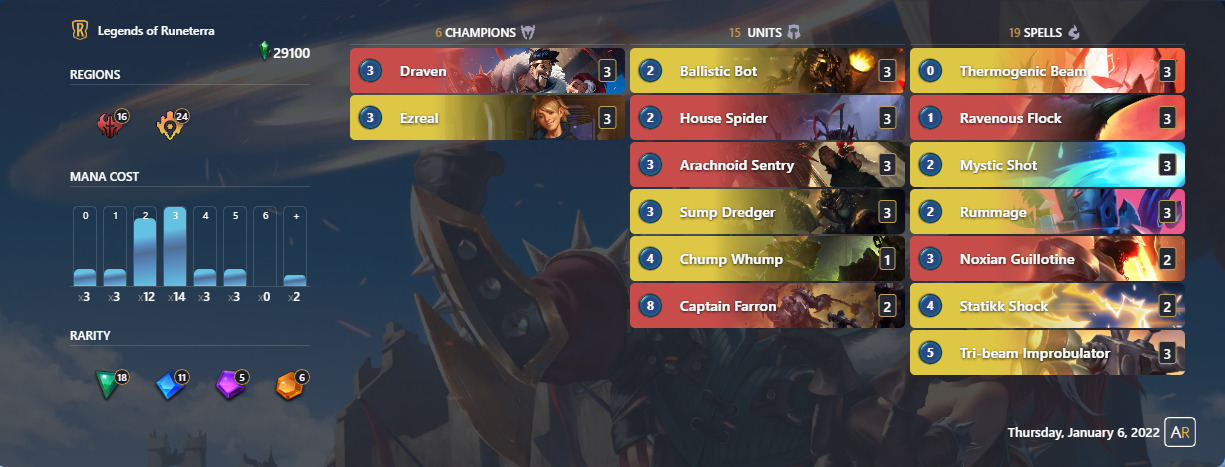 Legends of Runeterra
29100
REGIONS
16 24
MANA COST
0 1 2 3 4 5 6 +
x3 x3 x12 x14 x3 x3 x0 x2
RARITY
18 11 5 6
6 CHAMPIONS
3 Draven 3
3 Ezreal 3
15 UNITS
2 Ballistic Bot 3
2 House Spider 3
3 Arachnoid Sentry 3
3 Sump Dredger 3
4 Chump Whump 1
8 Captain Farron 2
19 SPELLS
0 Thermogenic Beam 3
1 Ravenous Flock 3
2 Mystic Shot 3
2 Rummage 3
3 Noxian Guillotine 2
4 Statikk Shock 2
5 Tri-beam Improbulator 3
Thursday, January 6, 2022 AR